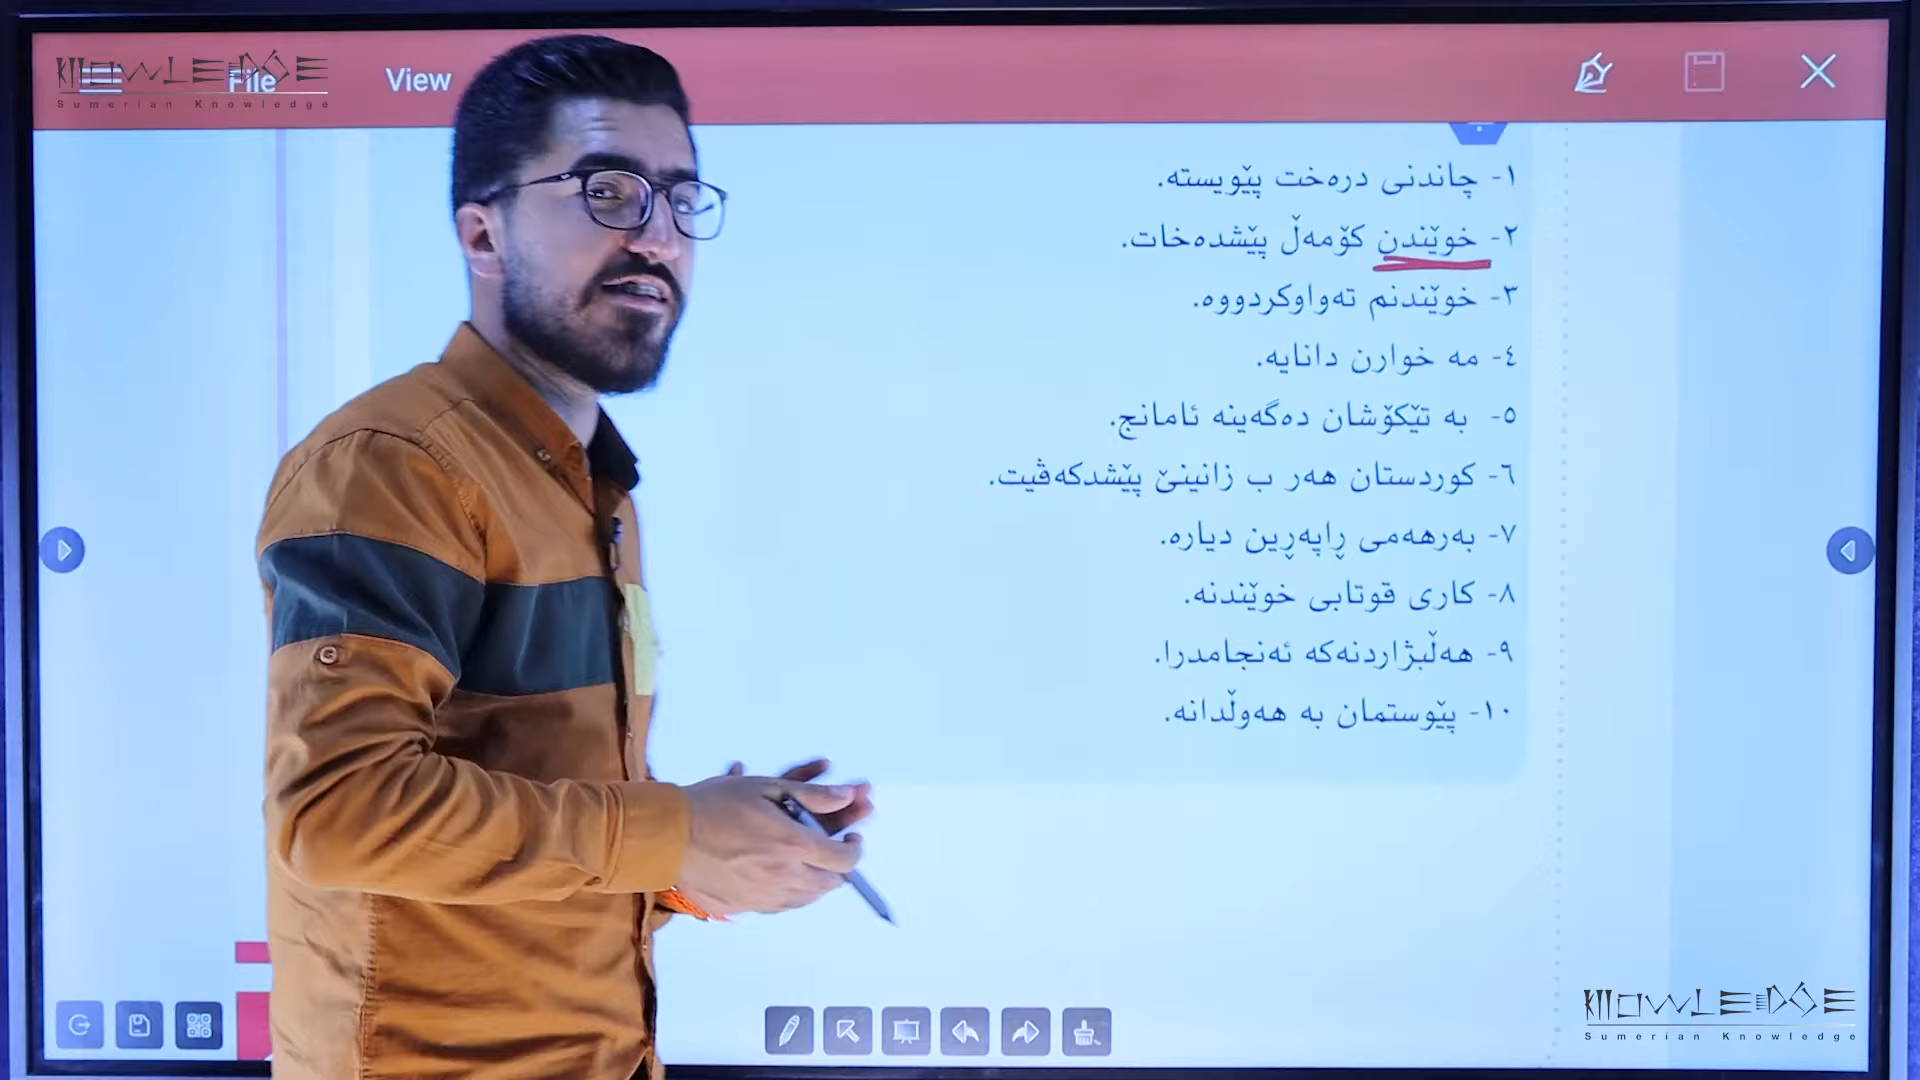 KNOWLEDGE
Sumerian Knowledge
File
View
١- چاندنی درەخت پێویستە.
٢- خوێندن کۆمەڵ پێشدەخات.
٣- خوێندنم تەواوکردووە.
٤- مە خوارن دانایە.
٥- بە تێکۆشان دەگەینە ئامانج.
٦- کوردستان هەر ب زانینێ پێشدکەڤیت.
٧- بەرهەمی ڕاپەڕین دیارە.
٨- کاری قوتابی خوێندنە.
٩- هەڵبژاردنەکە ئەنجامدرا.
١٠- پێوستمان بە هەوڵدانە.
KNOWLEDGE
Sumerian Knowledge